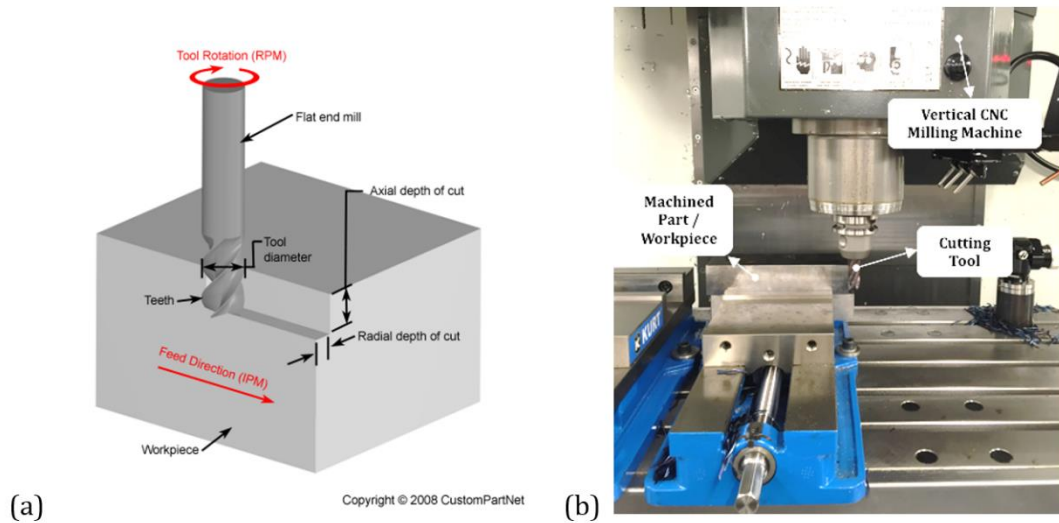 Tool Rotation (RPM)
Flat end mill
Axial depth of cut
Tool
diameter
Teeth
Radial depth of cut
Feed Direction (IPM)
Workpiece
(a)
Copyright © 2008 CustomPartNet
Vertical CNC
Milling Machine
Machined
Part /
Workpiece
Cutting
Tool
KURT
(b)